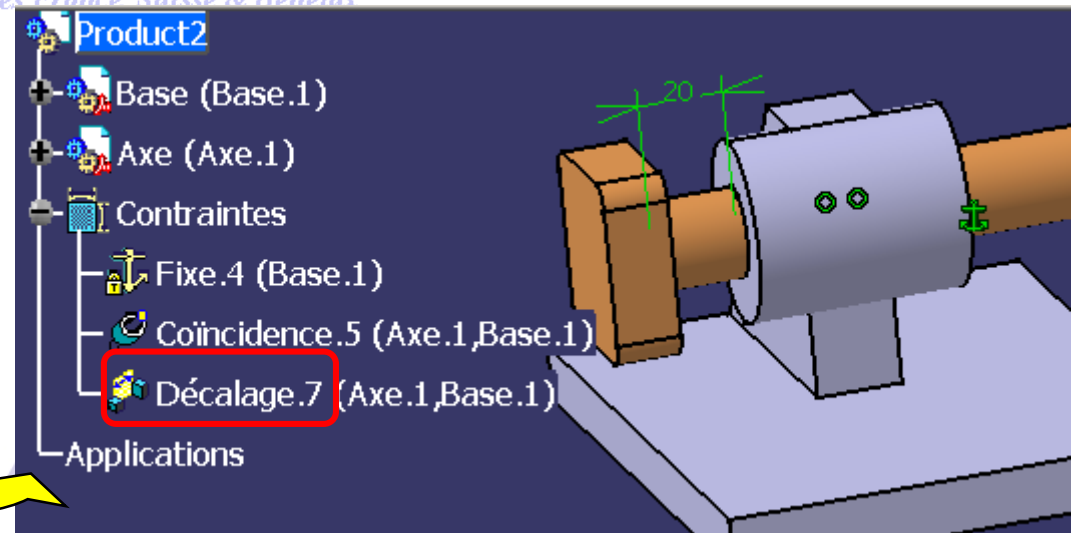 Product2
Base (Base.1)
Axe (Axe.1)
Contraintes
Fixe.4 (Base.1)
Coïncidence.5 (Axe.1,Base.1)
Décalage.7 (Axe.1,Base.1)
Applications
20